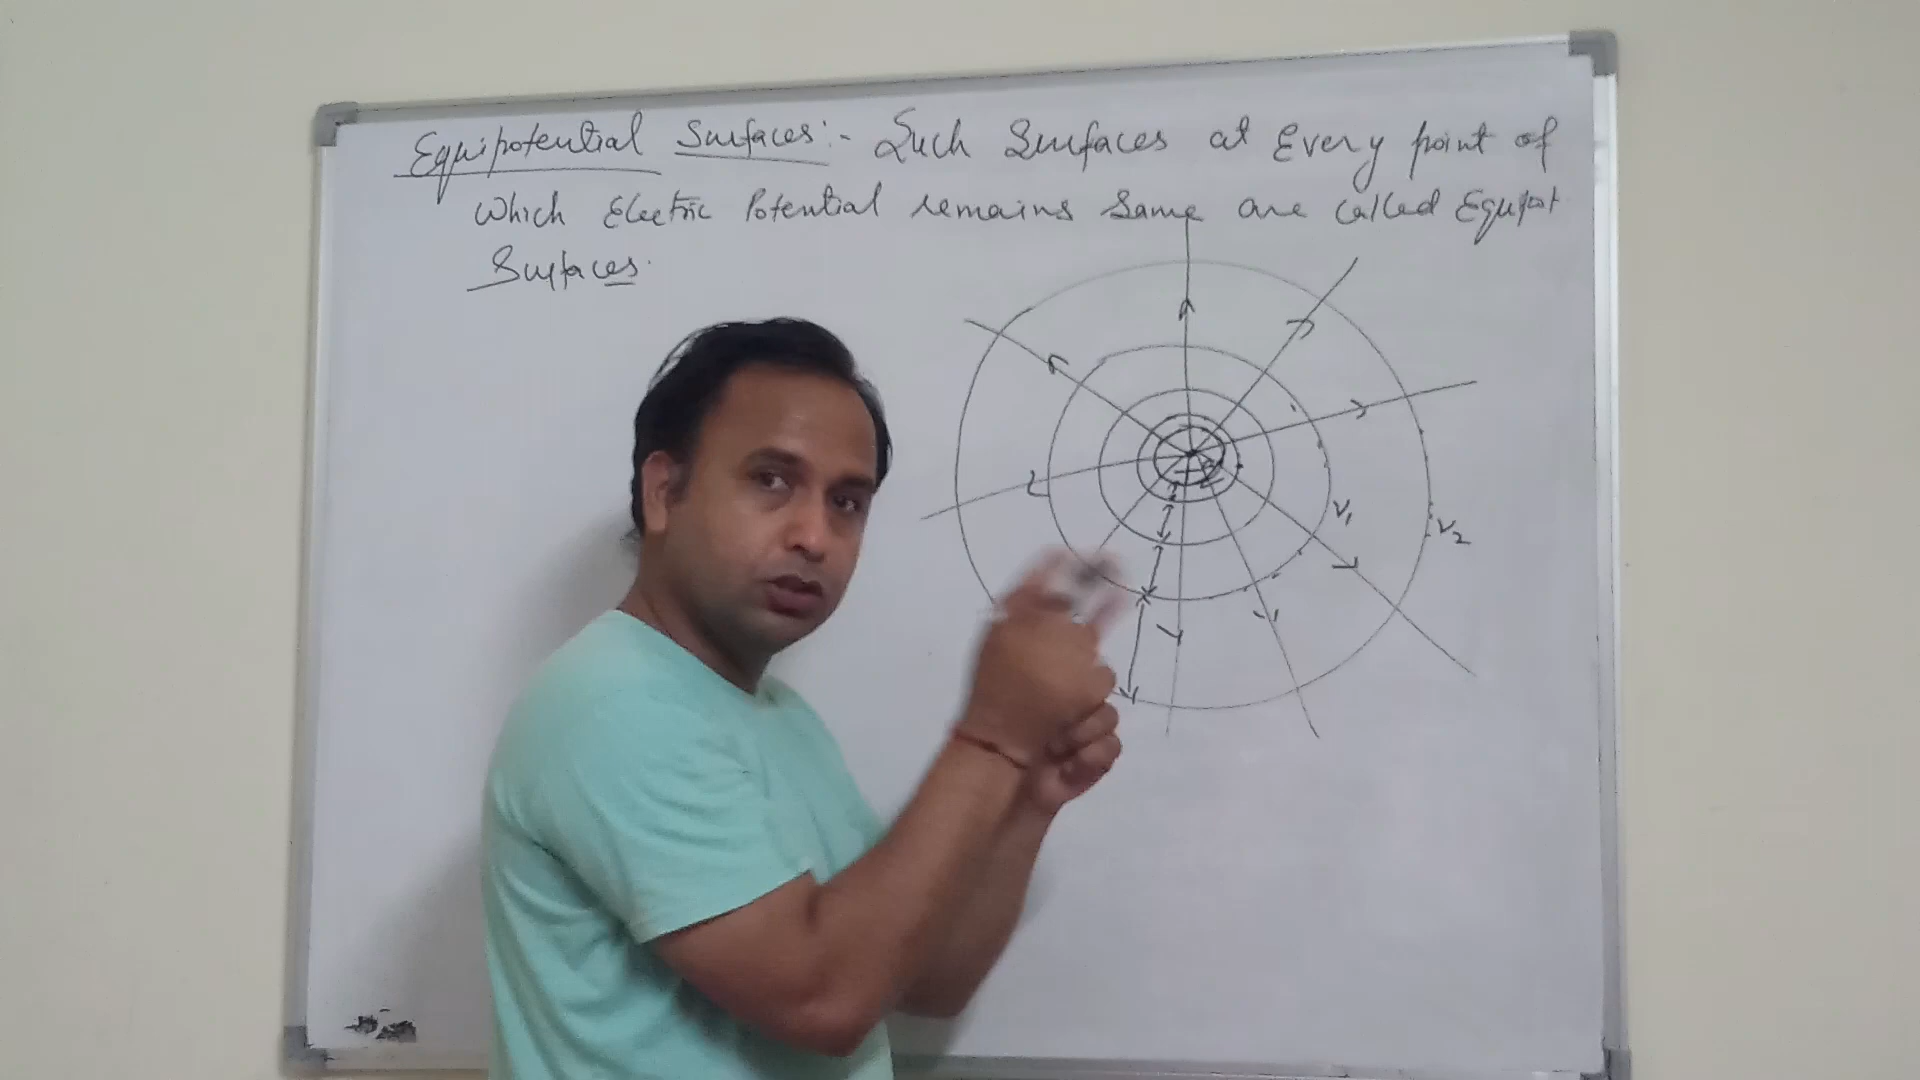 Equipotential Surfaces:- Such Surfaces at Every point of
which Electric Potential remains same are called Equipot
Surfaces.
V1
V2